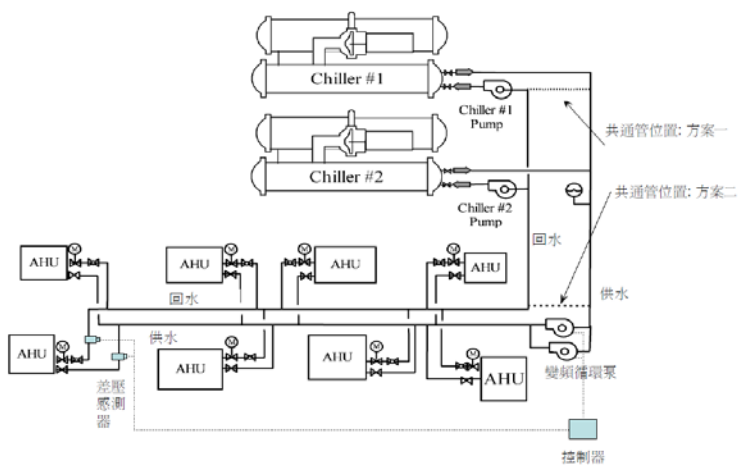 Chiller #1
Chiller #1
Pump
共通管位置: 方案一
Chiller #2
Chiller #2
Pump
共通管位置: 方案二
回水
M
AHU
M
AHU
M
AHU
M
AHU
回水
供水
供水
M
AHU
M
AHU
M
AHU
M
AHU
變頻循環泵
差壓
感測
器
控制器